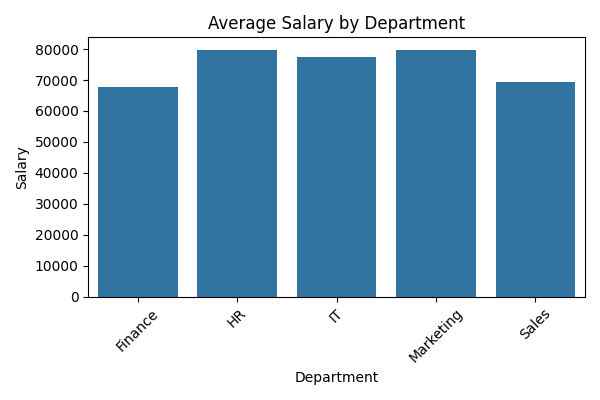 Average Salary by Department
80000
70000
60000
50000
40000
30000
20000
10000
0
Salary
Finance
HR
IT
Marketing
Sales
Department